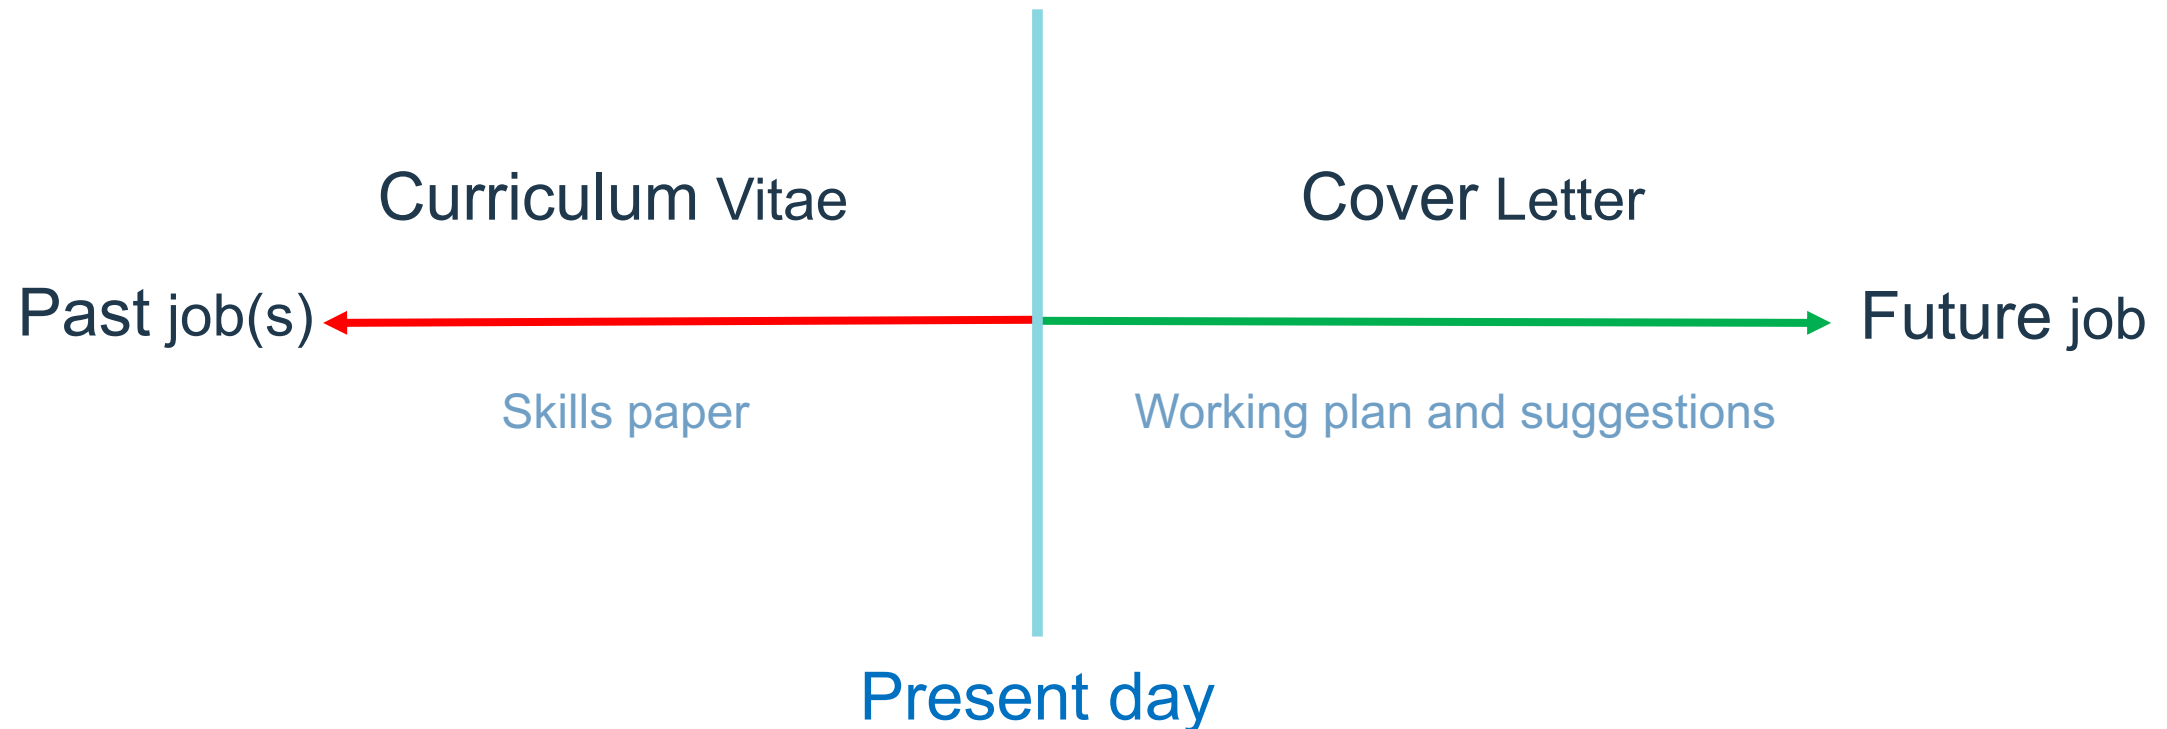 Curriculum Vitae
Cover Letter
Past job(s)
Future job
Skills paper
Working plan and suggestions
Present day